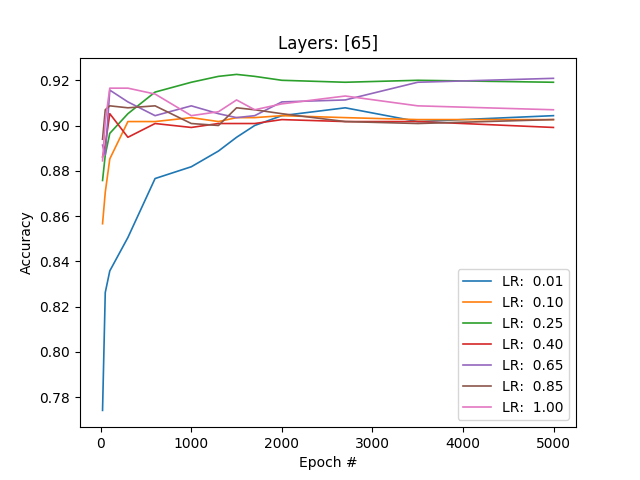 Layers: [65]
Accuracy
0.92
0.90
0.88
0.86
0.84
0.82
0.80
0.78
LR:  0.01
LR:  0.10
LR:  0.25
LR:  0.40
LR:  0.65
LR:  0.85
LR:  1.00
0 1000 2000 3000 4000 5000
Epoch #